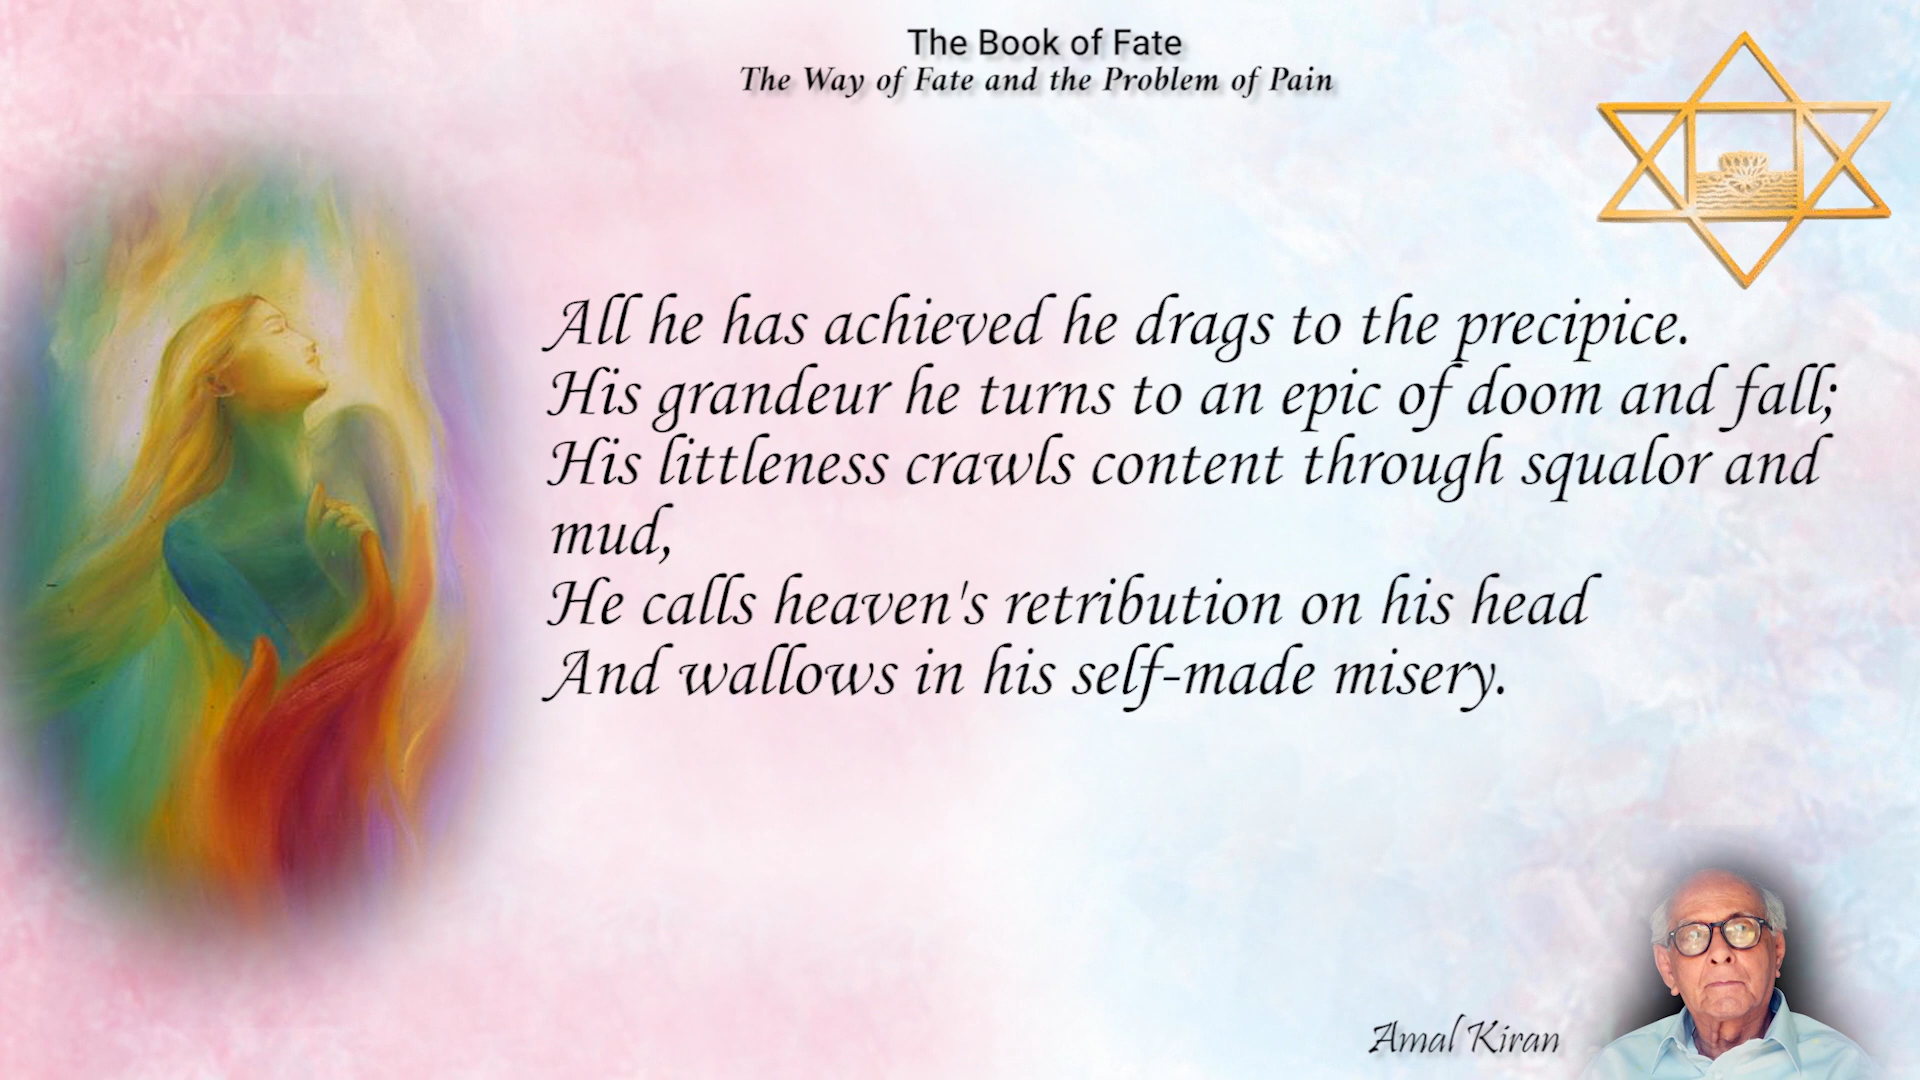 The Book of Fate
The Way of Fate and the Problem of Pain
All he has achieved he drags to the precipice.
His grandeur he turns to an epic of doom and fall;
His littleness crawls content through squalor and
mud,
He calls heaven's retribution on his head
And wallows in his self-made misery.
Amal Kiran